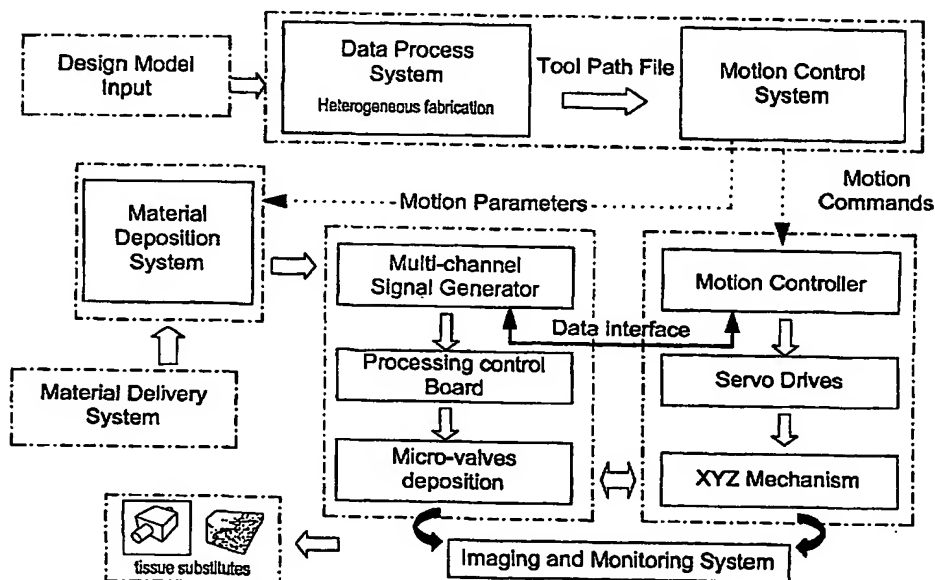 Design Model
Input
Data Process
System
Heterogeneous fabrication
Tool Path File
Motion Control
System
Motion Parameters
Motion
Commands
Material
Deposition
System
Multi-channel
Signal Generator
Motion Controller
Data interface
Material Delivery
System
Processing control
Board
Servo Drives
Micro-valves
deposition
XYZ Mechanism
tissue substitutes
Imaging and Monitoring System